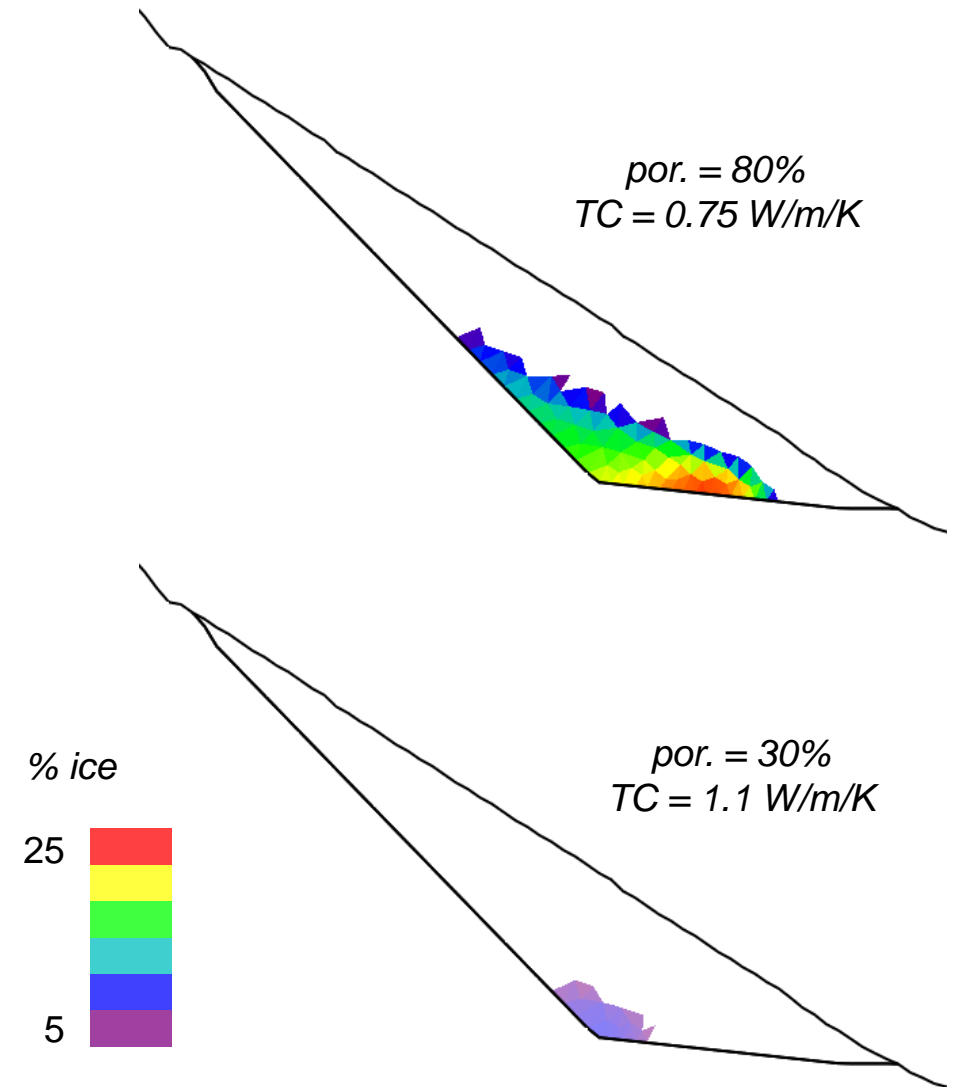 por. = 80%
TC = 0.75 W/m/K
por. = 30%
TC = 1.1 W/m/K
% ice
25
5